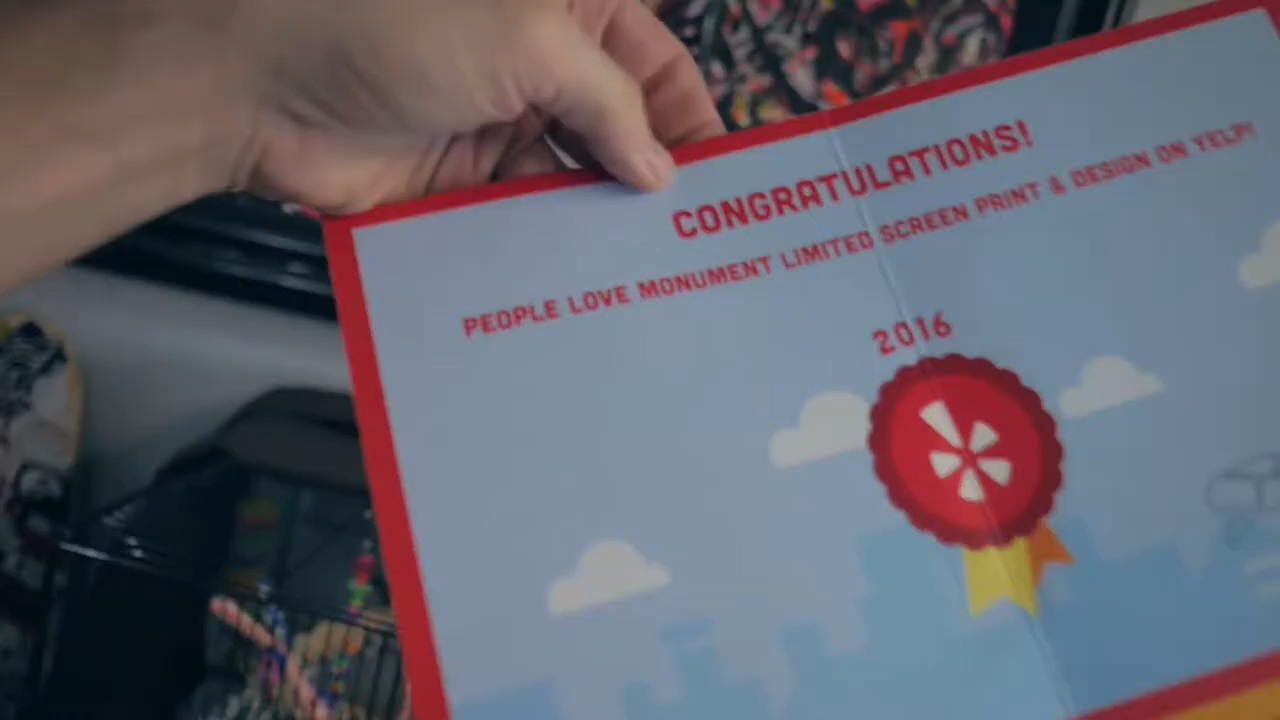 CONGRATULATIONS!
PEOPLE LOVE MONUMENT LIMITED SCREEN PRINT & DESIGN ON YELP!
2016